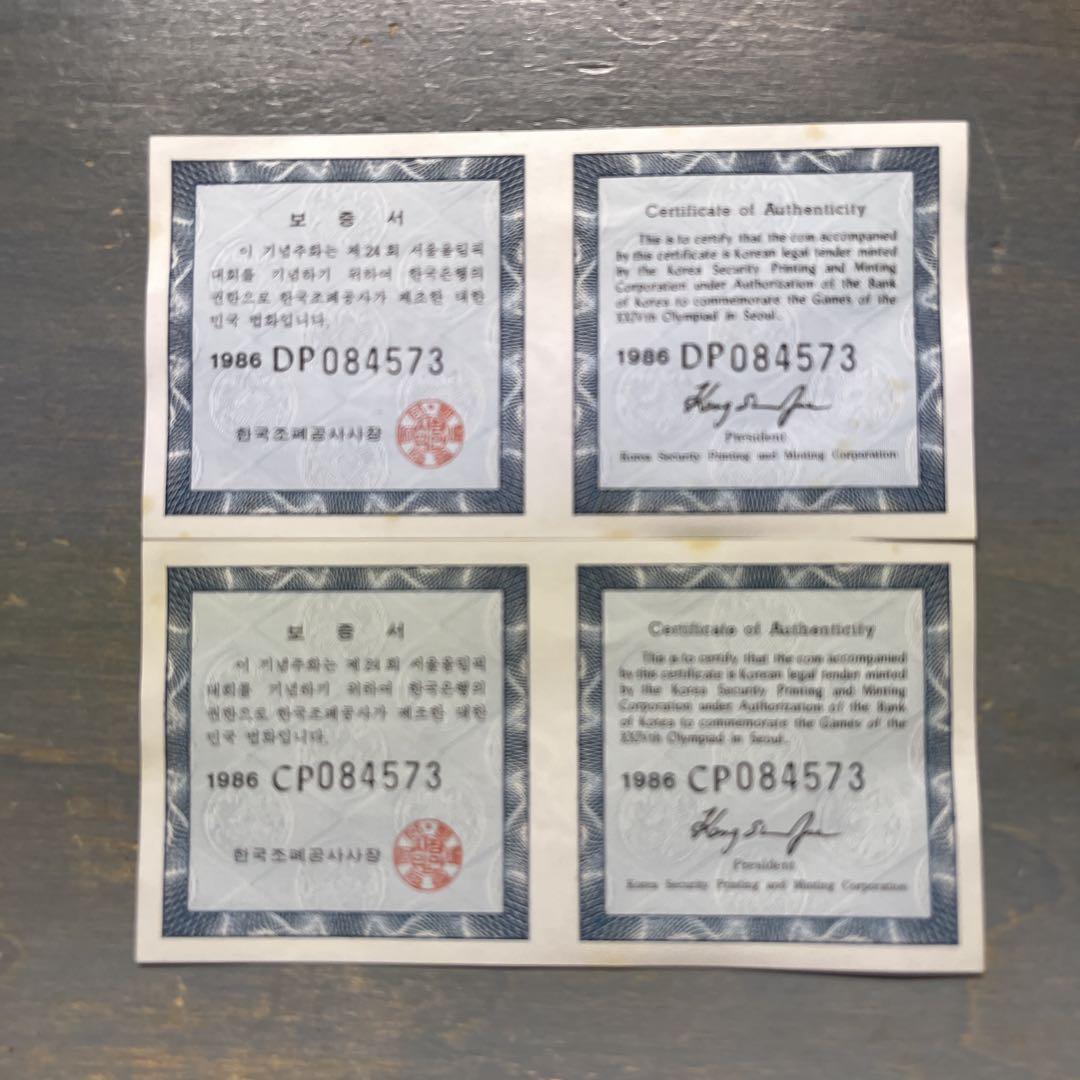 보 증 서
이 기념주화는 제24회 서울올림픽
대회를 기념하기 위하여 한국은행의
권한으로 한국조폐공사가 제조한 대한
민국 법화입니다.
1986 DP084573
한국조폐공사사장
Certificate of Authenticity
This is to certify that the coin accompanied
by this certificate is Korean legal tender minted
by the Korea Security Printing and Minting
Corporation under Authorization of the Bank
of Korea to commemorate the Games of the
XXIVth Olympiad in Seoul.
1986 DP084573
President
Korea Security Printing and Minting Corporation
보 증 서
이 기념주화는 제24회 서울올림픽
대회를 기념하기 위하여 한국은행의
권한으로 한국조폐공사가 제조한 대한
민국 법화입니다.
1986 CP084573
한국조폐공사사장
Certificate of Authenticity
This is to certify that the coin accompanied
by this certificate is Korean legal tender minted
by the Korea Security Printing and Minting
Corporation under Authorization of the Bank
of Korea to commemorate the Games of the
XXIVth Olympiad in Seoul.
1986 CP084573
President
Korea Security Printing and Minting Corporation